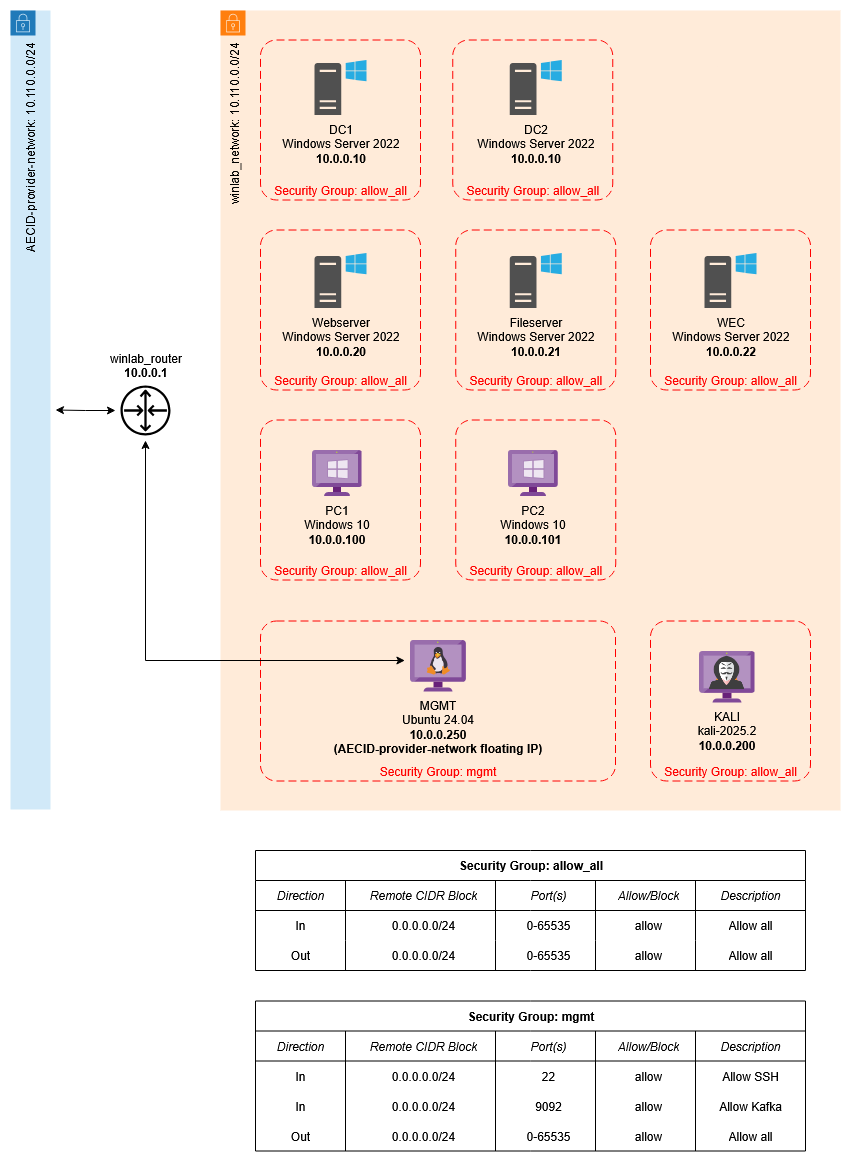 AECID-provider-network: 10.110.0.0/24
winlab_network: 10.110.0.0/24
DC1
Windows Server 2022
10.0.0.10
Security Group: allow_all
DC2
Windows Server 2022
10.0.0.10
Security Group: allow_all
Webserver
Windows Server 2022
10.0.0.20
Security Group: allow_all
Fileserver
Windows Server 2022
10.0.0.21
Security Group: allow_all
WEC
Windows Server 2022
10.0.0.22
Security Group: allow_all
winlab_router
10.0.0.1
PC1
Windows 10
10.0.0.100
Security Group: allow_all
PC2
Windows 10
10.0.0.101
Security Group: allow_all
MGMT
Ubuntu 24.04
10.0.0.250
(AECID-provider-network floating IP)
Security Group: mgmt
KALI
kali-2025.2
10.0.0.200
Security Group: allow_all
Security Group: allow_all
Direction Remote CIDR Block Port(s) Allow/Block Description
In 0.0.0.0.0/24 0-65535 allow Allow all
Out 0.0.0.0.0/24 0-65535 allow Allow all
Security Group: mgmt
Direction Remote CIDR Block Port(s) Allow/Block Description
In 0.0.0.0.0/24 22 allow Allow SSH
In 0.0.0.0.0/24 9092 allow Allow Kafka
Out 0.0.0.0.0/24 0-65535 allow Allow all